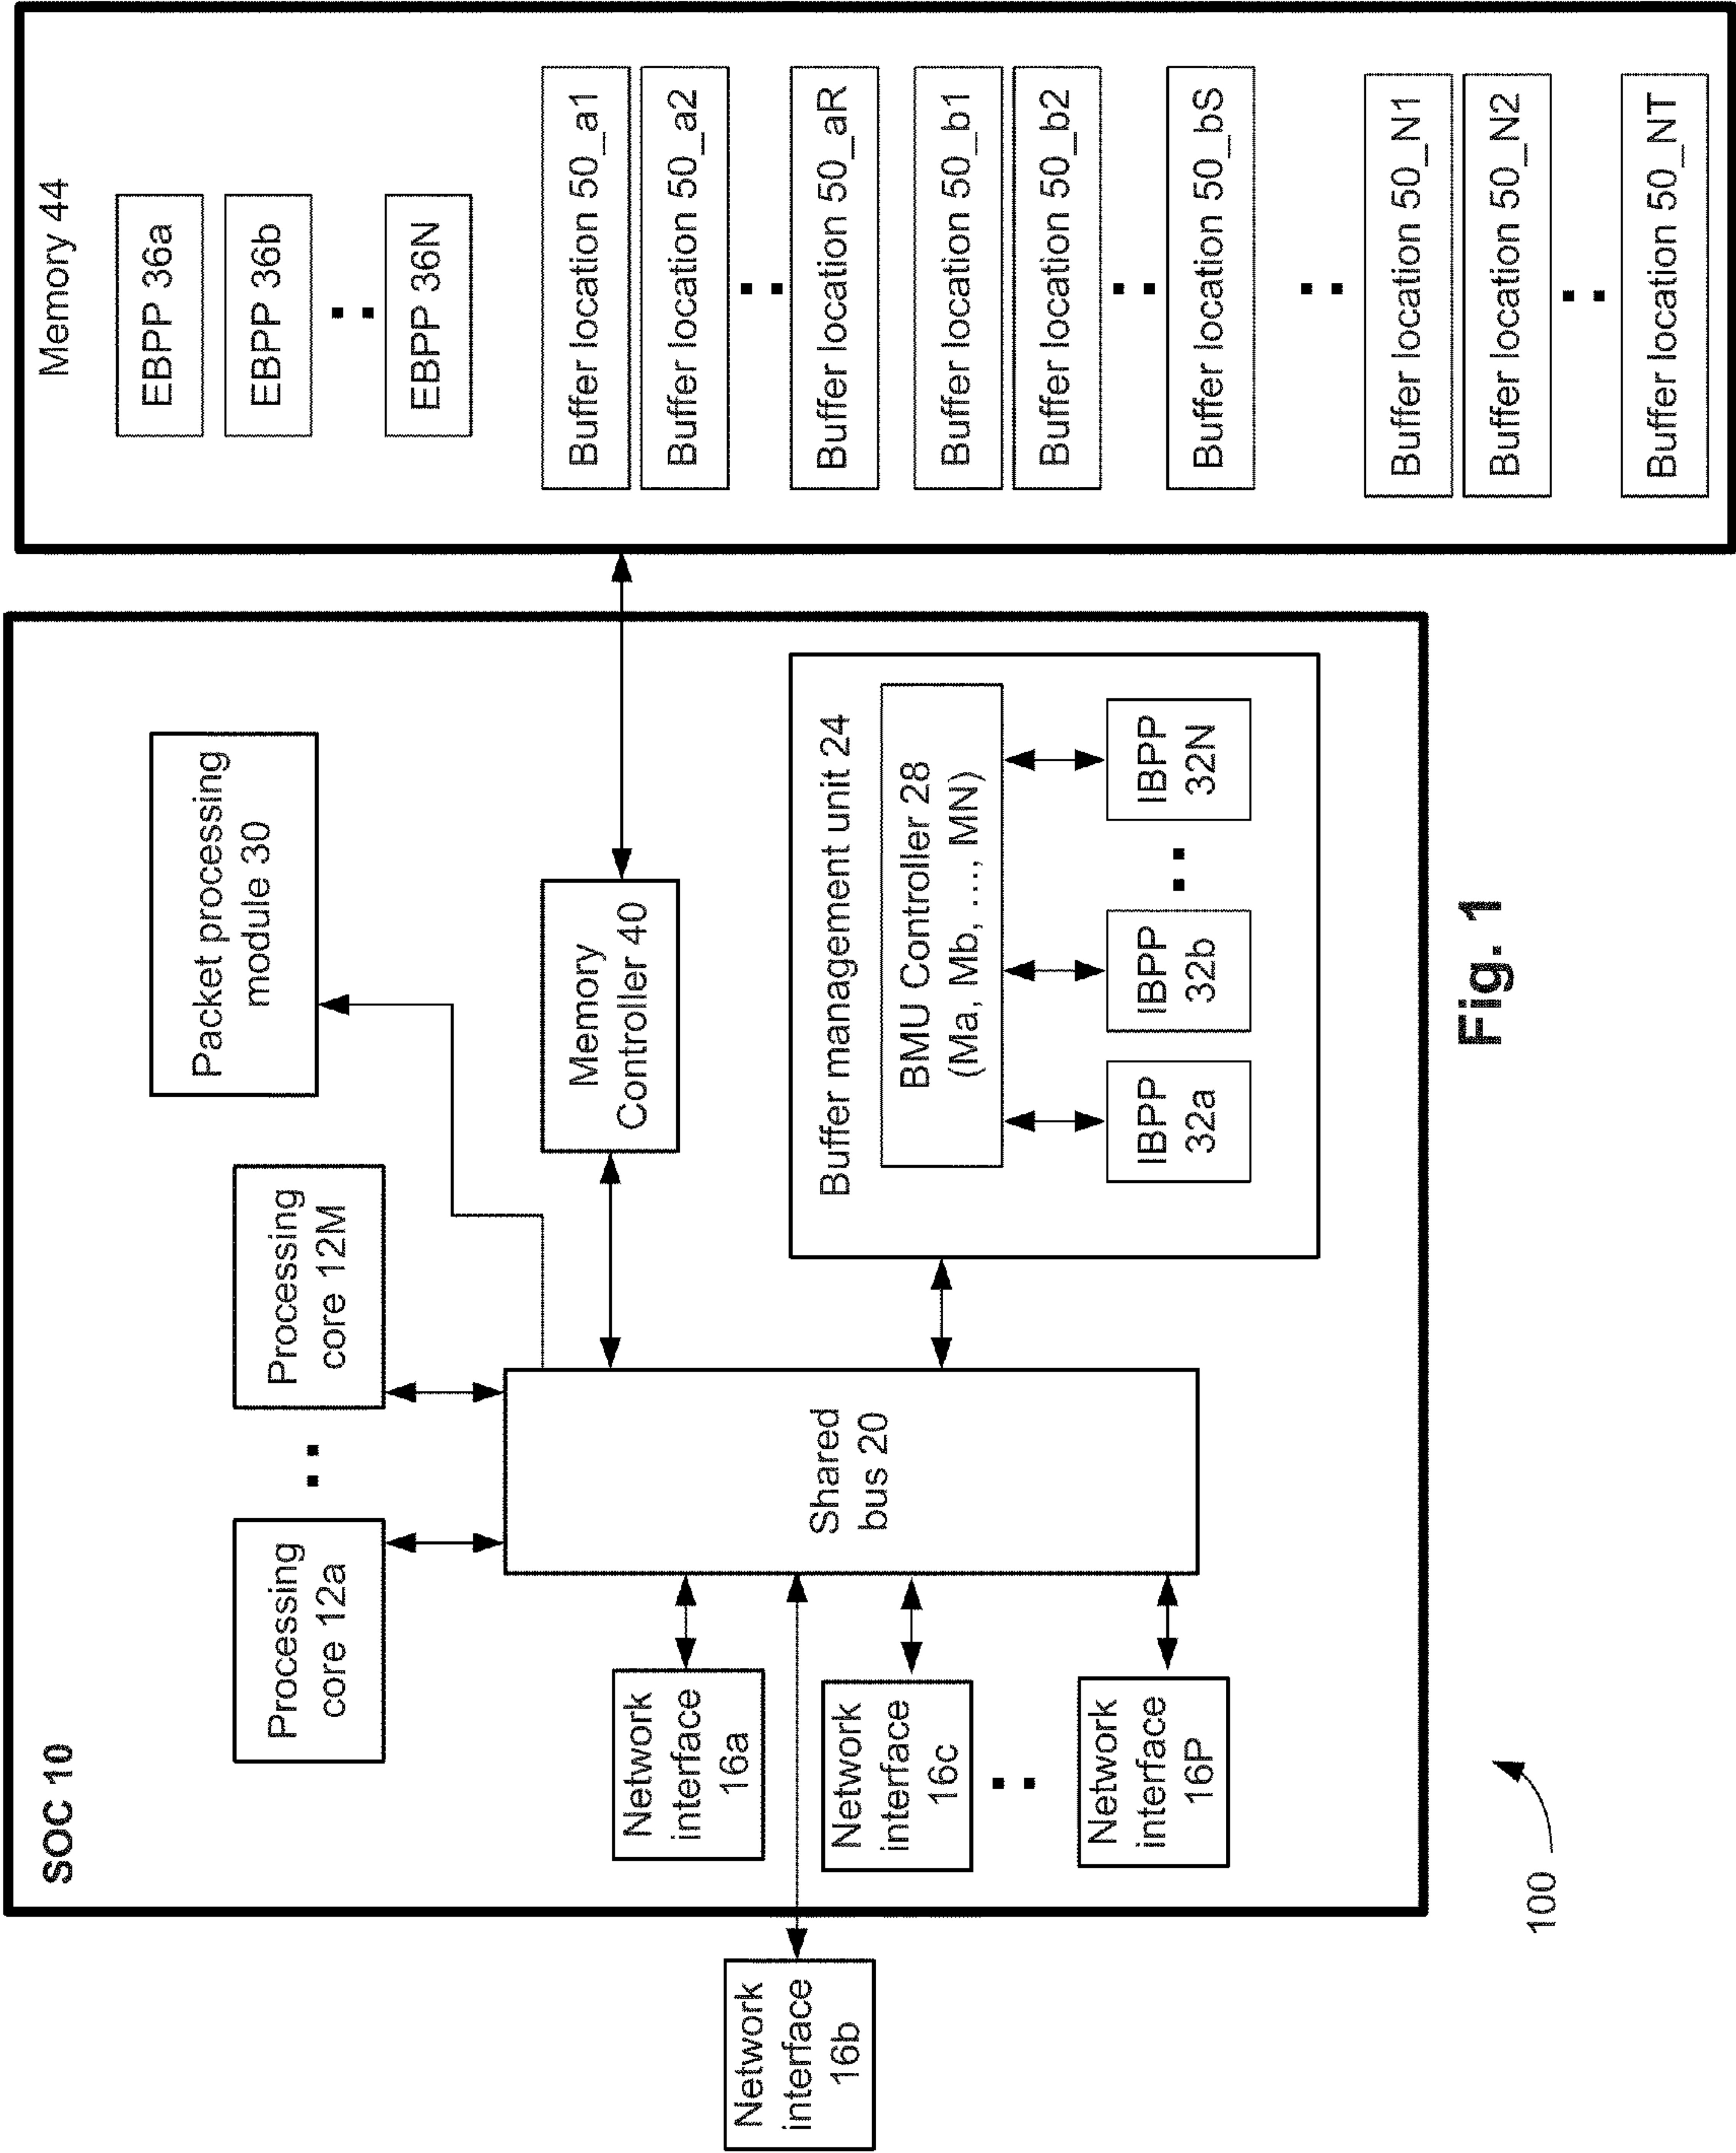 SOC 10
Processing
core 12a
Processing
core 12M
Packet processing
module 30
Network
interface
16a
Network
interface
16b
Network
interface
16c
Network
interface
16P
Shared
bus 20
Memory
Controller 40
Buffer management unit 24
BMU Controller 28
(Ma, Mb, ..., MN)
IBPP
32a
IBPP
32b
IBPP
32N
Memory 44
EBPP 36a
EBPP 36b
EBPP 36N
Buffer location 50_a1
Buffer location 50_a2
Buffer location 50_aR
Buffer location 50_b1
Buffer location 50_b2
Buffer location 50_bS
Buffer location 50_N1
Buffer location 50_N2
Buffer location 50_NT
100
Fig. 1